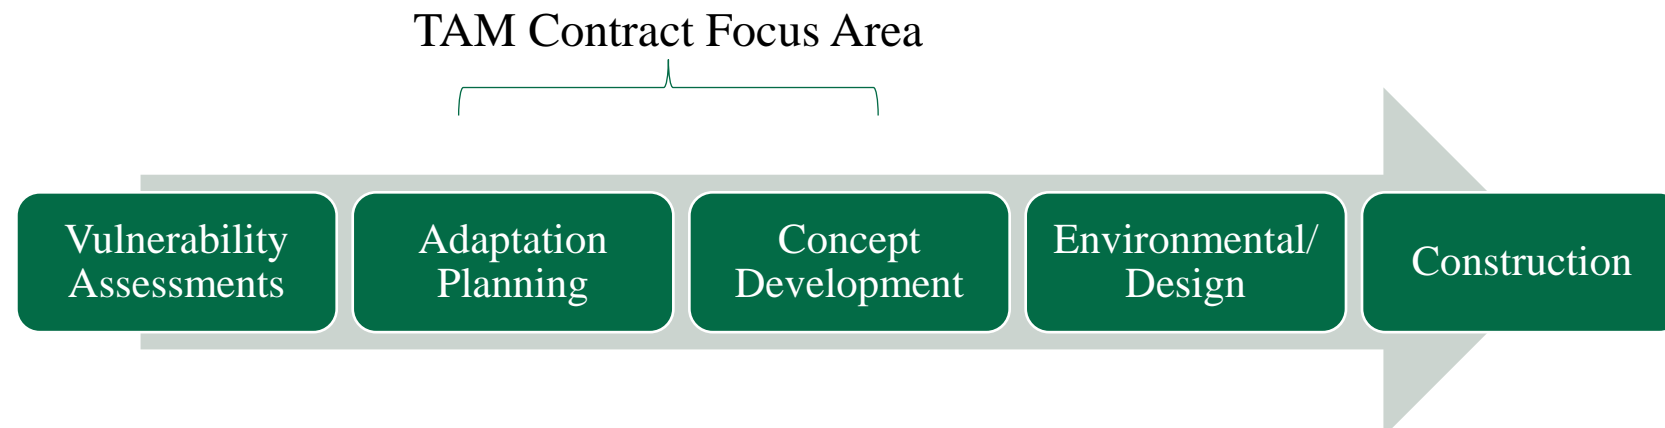 TAM Contract Focus Area
Vulnerability
Assessments
Adaptation
Planning
Concept
Development
Environmental/
Design
Construction